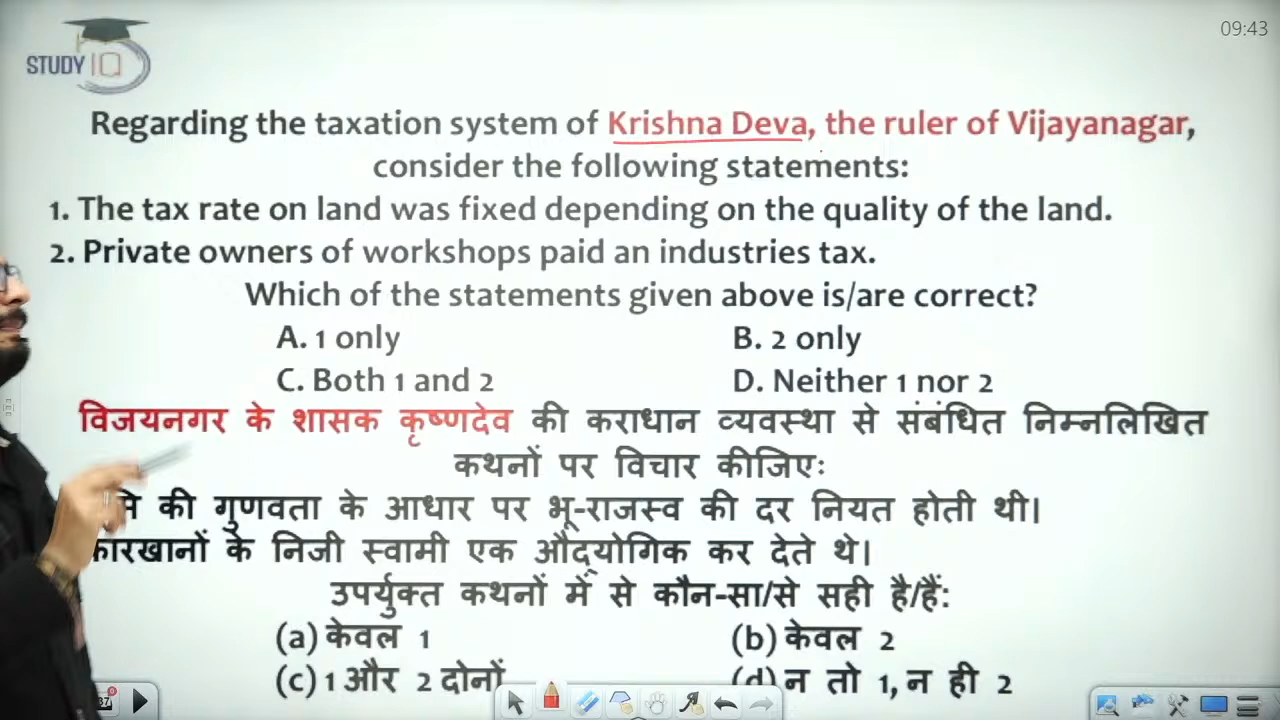 09:43
STUDY IQ
Regarding the taxation system of Krishna Deva, the ruler of Vijayanagar,
consider the following statements:
1. The tax rate on land was fixed depending on the quality of the land.
2. Private owners of workshops paid an industries tax.
Which of the statements given above is/are correct?
A. 1 only B. 2 only
C. Both 1 and 2 D. Neither 1 nor 2
विजयनगर के शासक कृष्णदेव की कराधान व्यवस्था से संबंधित निम्नलिखित
कथनों पर विचार कीजिएः
की गुणवता के आधार पर भू-राजस्व की दर नियत होती थी।
कारखानों के निजी स्वामी एक औद्योगिक कर देते थे।
उपर्युक्त कथनों में से कौन-सा/से सही है/हैं:
(a) केवल 1 (b) केवल 2
(c) 1 और 2 दोनों (d) न तो 1, न ही 2